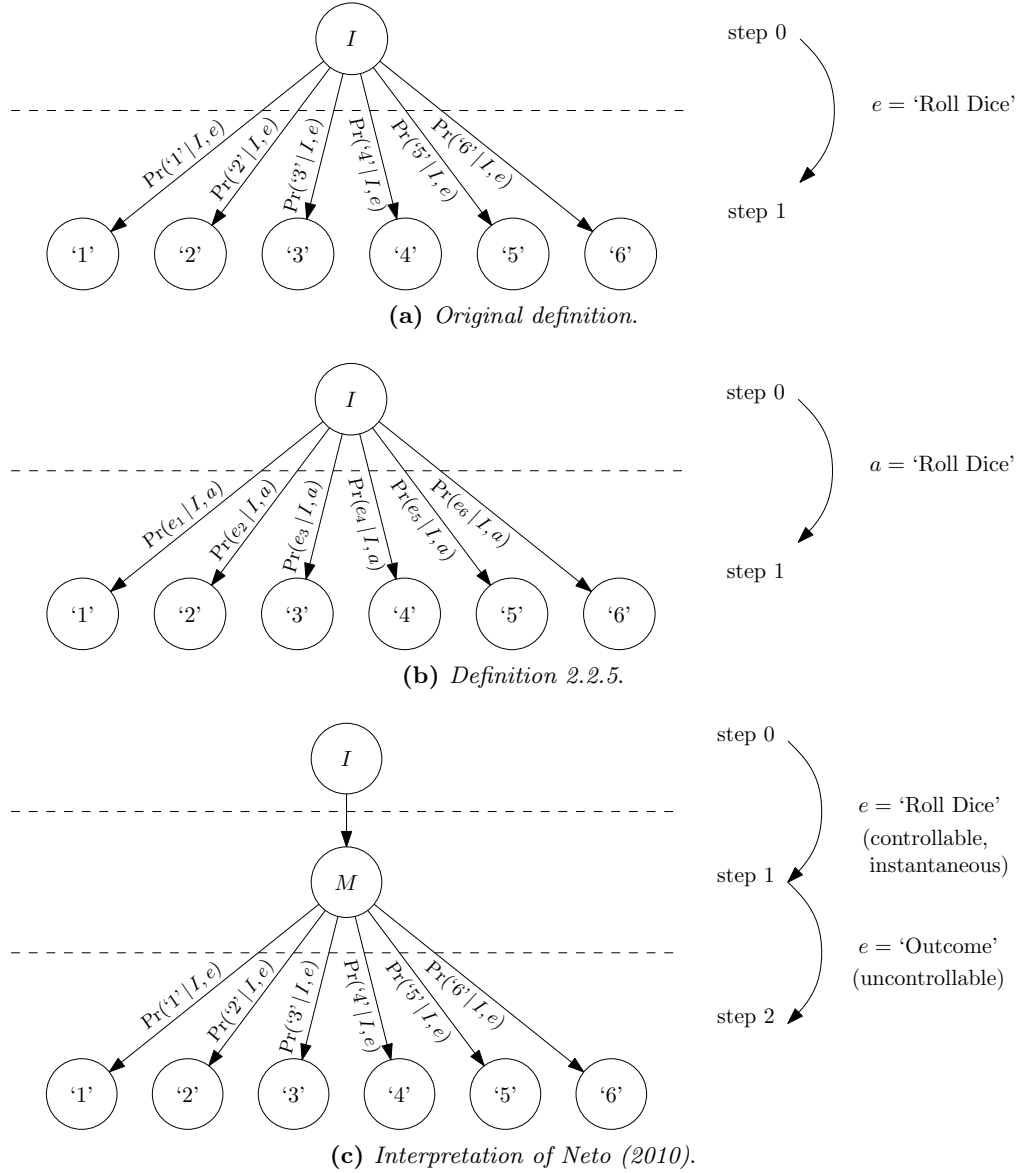 I
step 0
e = ‘Roll Dice’
Pr(‘1’ | I, e)
Pr(‘2’ | I, e)
Pr(‘3’ | I, e)
Pr(‘4’ | I, e)
Pr(‘5’ | I, e)
Pr(‘6’ | I, e)
step 1
‘1’ ‘2’ ‘3’ ‘4’ ‘5’ ‘6’
(a) Original definition.
I
step 0
a = ‘Roll Dice’
Pr(e₁ | I, a)
Pr(e₂ | I, a)
Pr(e₃ | I, a)
Pr(e₄ | I, a)
Pr(e₅ | I, a)
Pr(e₆ | I, a)
step 1
‘1’ ‘2’ ‘3’ ‘4’ ‘5’ ‘6’
(b) Definition 2.2.5.
step 0
I
e = ‘Roll Dice’
(controllable,
instantaneous)
step 1
M
e = ‘Outcome’
(uncontrollable)
Pr(‘1’ | I, e)
Pr(‘2’ | I, e)
Pr(‘3’ | I, e)
Pr(‘4’ | I, e)
Pr(‘5’ | I, e)
Pr(‘6’ | I, e)
step 2
‘1’ ‘2’ ‘3’ ‘4’ ‘5’ ‘6’
(c) Interpretation of Neto (2010).